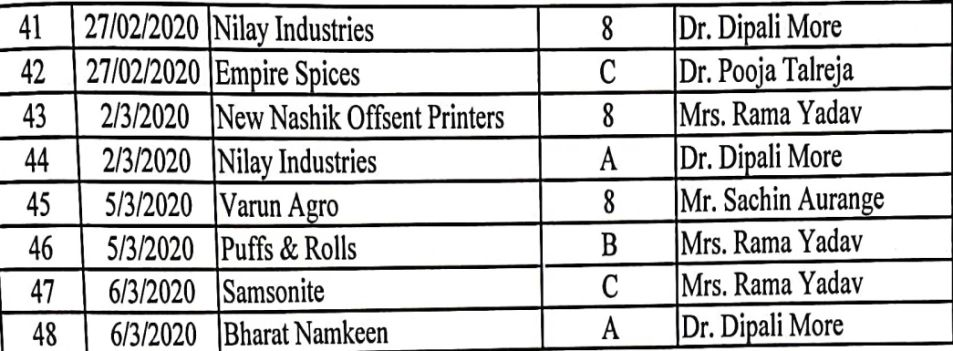 41 27/02/2020 Nilay Industries 8 Dr. Dipali More
42 27/02/2020 Empire Spices C Dr. Pooja Talreja
43 2/3/2020 New Nashik Offsent Printers 8 Mrs. Rama Yadav
44 2/3/2020 Nilay Industries A Dr. Dipali More
45 5/3/2020 Varun Agro 8 Mr. Sachin Aurange
46 5/3/2020 Puffs & Rolls B Mrs. Rama Yadav
47 6/3/2020 Samsonite C Mrs. Rama Yadav
48 6/3/2020 Bharat Namkeen A Dr. Dipali More